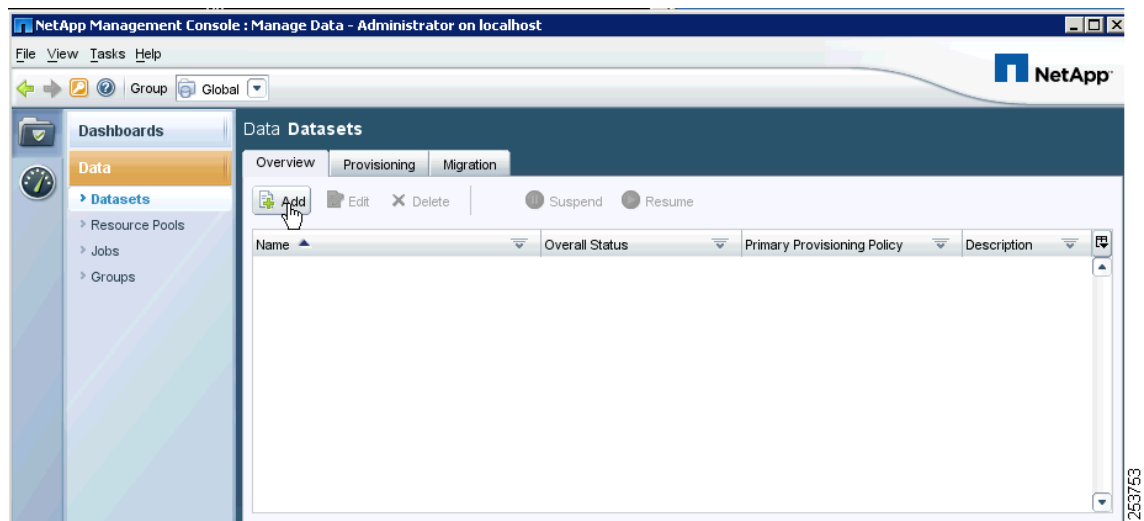 NetApp Management Console : Manage Data - Administrator on localhost
File View Tasks Help
NetApp
Group Global
Dashboards
Data
Datasets
Resource Pools
Jobs
Groups
Data Datasets
Overview Provisioning Migration
Add Edit Delete Suspend Resume
Name Overall Status Primary Provisioning Policy Description
253753